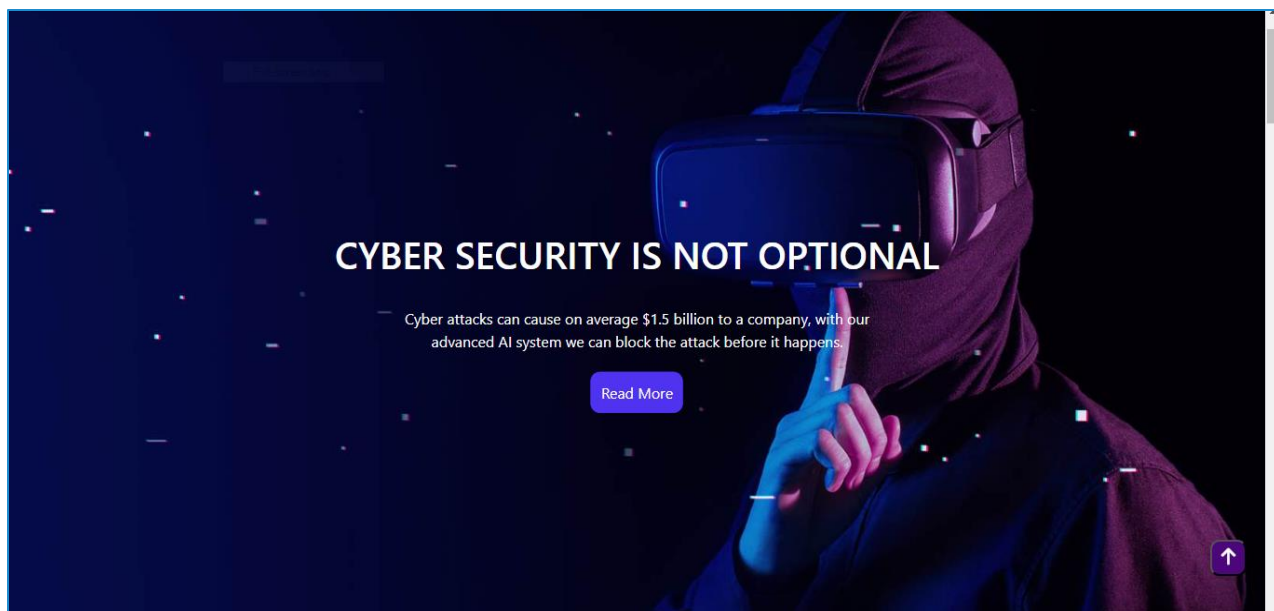 CYBER SECURITY IS NOT OPTIONAL
Cyber attacks can cause on average $1.5 billion to a company, with our
advanced AI system we can block the attack before it happens.
Read More